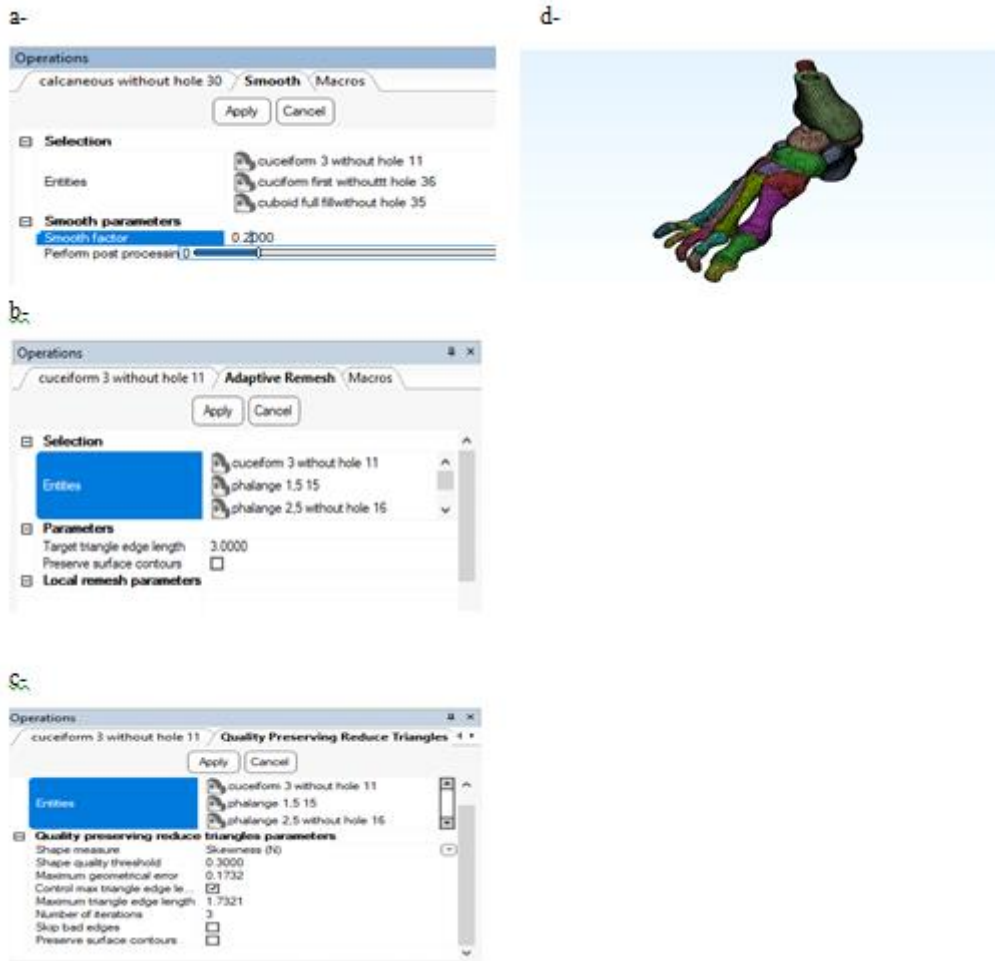 a-
d-
Operations
calcaneous without hole 30 Smooth Macros
Apply Cancel
Selection
cuceiform 3 without hole 11
Entities cuciform first withouttt hole 36
cuboid full fillwithout hole 35
Smooth parameters
Smooth factor 0.2000
Perform post processin 0
b-
Operations
cuceiform 3 without hole 11 Adaptive Remesh Macros
Apply Cancel
Selection
cuceiform 3 without hole 11
Entities phalange 1,5 15
phalange 2,5 without hole 16
Parameters
Target triangle edge length 3.0000
Preserve surface contours
Local remesh parameters
c-
Operations
cuceiform 3 without hole 11 Quality Preserving Reduce Triangles
Apply Cancel
cuceiform 3 without hole 11
Entities phalange 1,5 15
phalange 2,5 without hole 16
Quality preserving reduce triangles parameters
Shape measure Skewness (N)
Shape quality threshold 0.3000
Maximum geometrical error 0.1732
Control max triangle edge le...
Maximum triangle edge length 1.7321
Number of iterations 3
Skip bad edges
Preserve surface contours